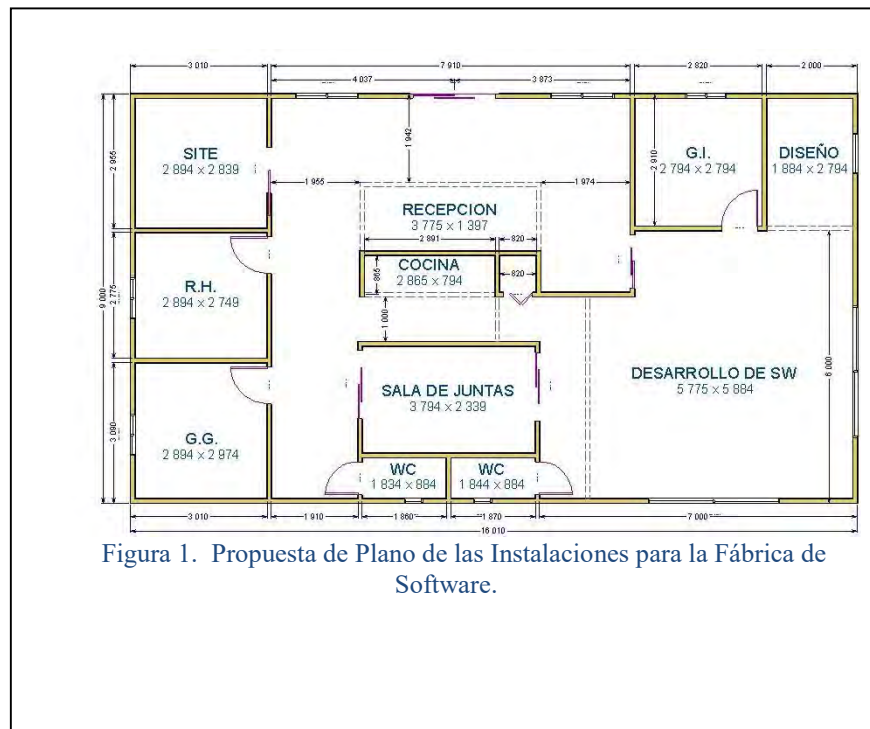 3 010
7 910
2 820
2 000
4 037
3 873
SITE
2 894 x 2 839
2 955
1 942
2 910
G.I.
2 794 x 2 794
DISEÑO
1 884 x 2 794
1 955
1 974
RECEPCION
3 775 x 1 397
2 891
820
COCINA
2 865 x 794
865
820
R.H.
2 894 x 2 749
2 775
9 000
1 000
6 000
DESARROLLO DE SW
5 775 x 5 884
SALA DE JUNTAS
3 794 x 2 339
G.G.
2 894 x 2 974
3 090
WC
1 834 x 884
WC
1 844 x 884
3 010
1 910
1 860
1 870
7 000
16 010
Figura 1. Propuesta de Plano de las Instalaciones para la Fábrica de
Software.